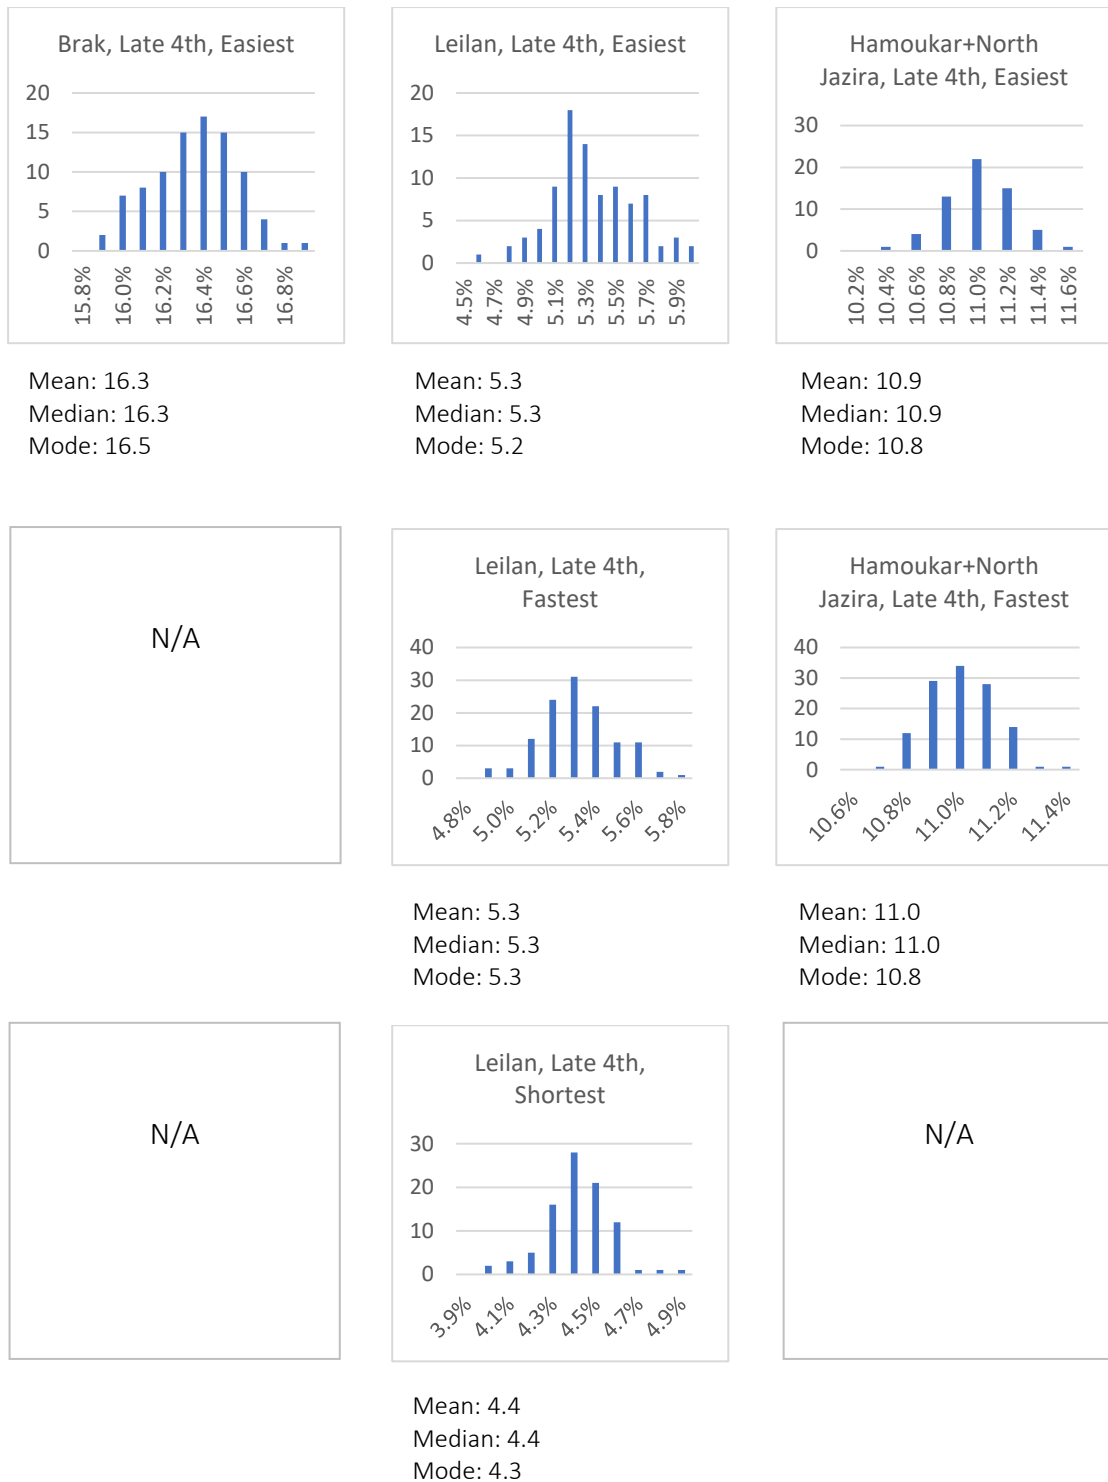 Brak, Late 4th, Easiest
20
15
10
5
0
15.8%
16.0%
16.2%
16.4%
16.6%
16.8%
Mean: 16.3
Median: 16.3
Mode: 16.5
Leilan, Late 4th, Easiest
20
15
10
5
0
4.5%
4.7%
4.9%
5.1%
5.3%
5.5%
5.7%
5.9%
Mean: 5.3
Median: 5.3
Mode: 5.2
Hamoukar+North
Jazira, Late 4th, Easiest
30
20
10
0
10.2%
10.4%
10.6%
10.8%
11.0%
11.2%
11.4%
11.6%
Mean: 10.9
Median: 10.9
Mode: 10.8
N/A
Leilan, Late 4th,
Fastest
40
30
20
10
0
4.8%
5.0%
5.2%
5.4%
5.6%
5.8%
Mean: 5.3
Median: 5.3
Mode: 5.3
Hamoukar+North
Jazira, Late 4th, Fastest
40
30
20
10
0
10.6%
10.8%
11.0%
11.2%
11.4%
Mean: 11.0
Median: 11.0
Mode: 10.8
N/A
Leilan, Late 4th,
Shortest
30
20
10
0
3.9%
4.1%
4.3%
4.5%
4.7%
4.9%
Mean: 4.4
Median: 4.4
Mode: 4.3
N/A